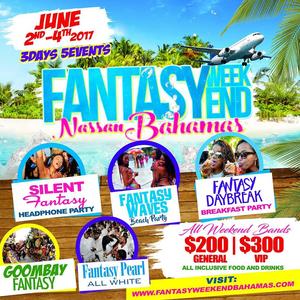 JUNE
2ND-4TH 2017
3DAYS 5EVENTS
FANTASY WEEKEND
Nassau Bahamas
SILENT
Fantasy
HEADPHONE PARTY
FANTASY
WAVES
Beach Party
FANTASY
DAYBREAK
BREAKFAST PARTY
GOOMBAY
FANTASY
Fantasy Pearl
ALL WHITE
All Weekend Bands
$200 | $300
GENERAL VIP
ALL INCLUSIVE FOOD AND DRINKS
VISIT:
WWW.FANTASYWEEKENDBAHAMAS.COM